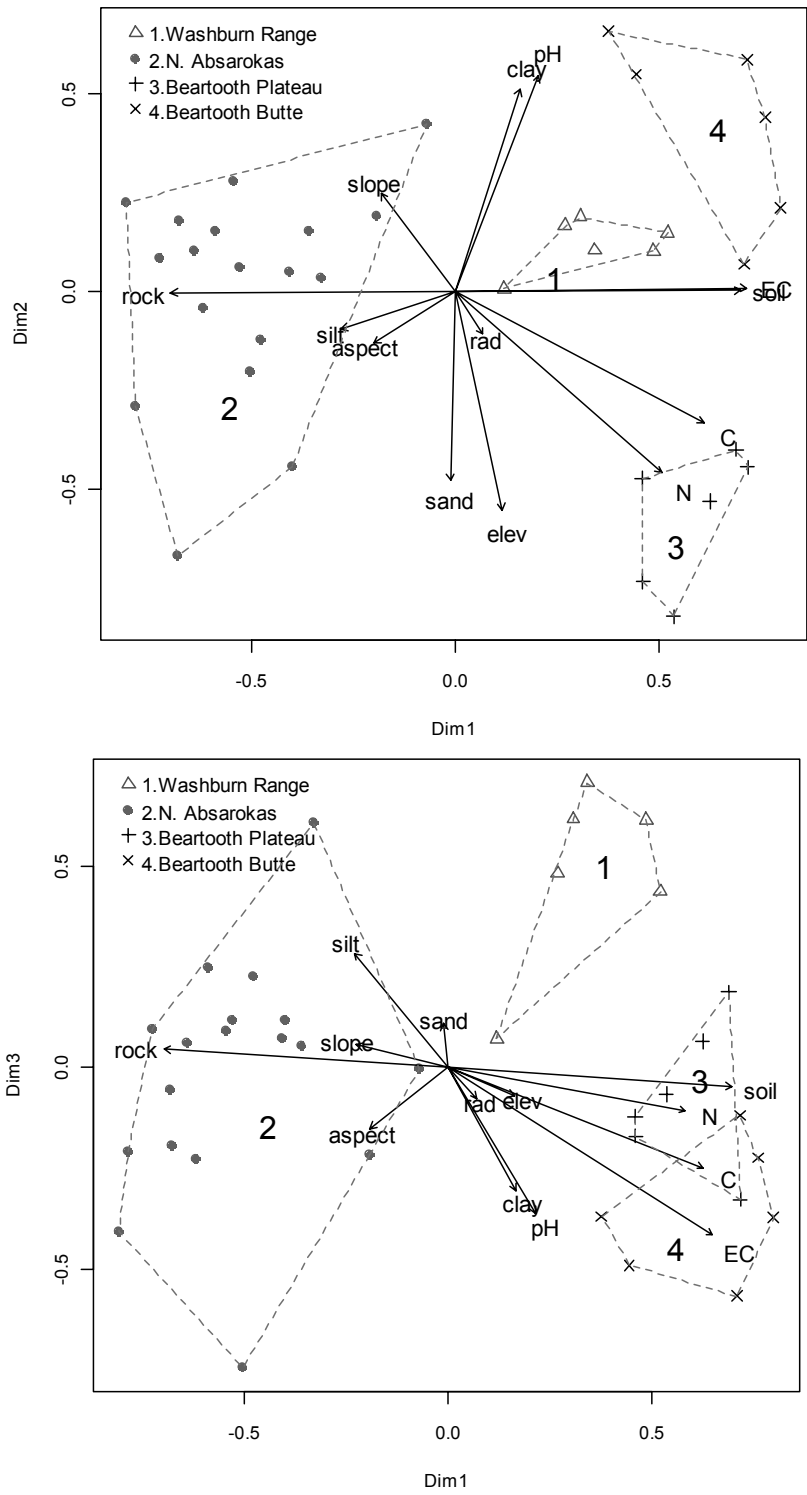 1.Washburn Range
2.N. Absarokas
3.Beartooth Plateau
4.Beartooth Butte
pH
clay
4
slope
1
rock
soil
EC
silt
aspect
rad
2
C
N
sand
elev
3
0.5
0.0
-0.5
Dim2
-0.5
0.0
0.5
Dim1
1.Washburn Range
2.N. Absarokas
3.Beartooth Plateau
4.Beartooth Butte
1
silt
sand
rock
slope
3
soil
rad
elev
N
2
aspect
C
clay
pH
4
EC
0.5
0.0
-0.5
Dim3
-0.5
0.0
0.5
Dim1